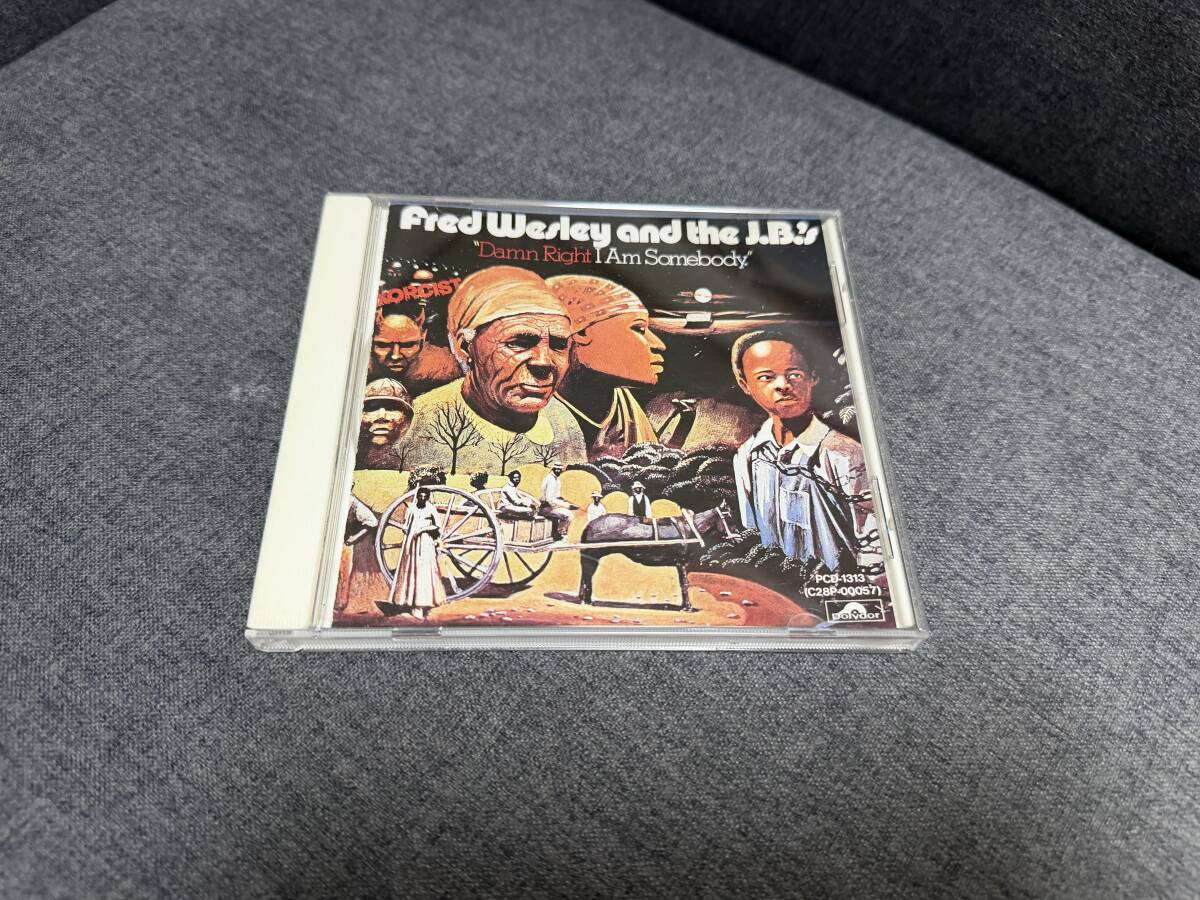 Fred Wesley and the J.B.'s
"Damn Right I Am Somebody"
XORCIST
PCD-1313
(C28P-00057)
polydor